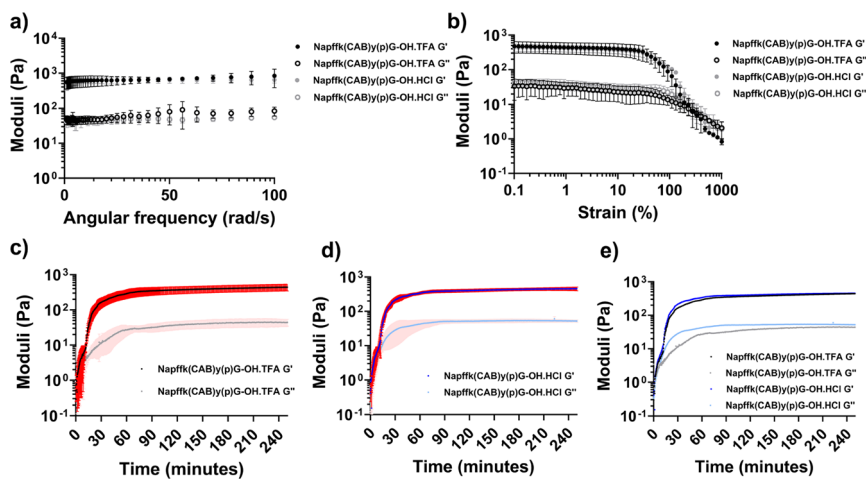 a)
Moduli (Pa)
10⁴
10³
10²
10¹
10⁰
0
50
100
Angular frequency (rad/s)
Napffk(CAB)y(p)G-OH.TFA G'
Napffk(CAB)y(p)G-OH.TFA G"
Napffk(CAB)y(p)G-OH.HCl G'
Napffk(CAB)y(p)G-OH.HCl G"
b)
Moduli (Pa)
10³
10²
10¹
10⁰
10⁻¹
0.1
1
10
100
1000
Strain (%)
Napffk(CAB)y(p)G-OH.TFA G'
Napffk(CAB)y(p)G-OH.TFA G"
Napffk(CAB)y(p)G-OH.HCl G'
Napffk(CAB)y(p)G-OH.HCl G"
c)
Moduli (Pa)
10³
10²
10¹
10⁰
10⁻¹
Napffk(CAB)y(p)G-OH.TFA G'
Napffk(CAB)y(p)G-OH.TFA G"
0 30 60 90 120 150 180 210 240
Time (minutes)
d)
Moduli (Pa)
10³
10²
10¹
10⁰
10⁻¹
Napffk(CAB)y(p)G-OH.HCl G'
Napffk(CAB)y(p)G-OH.HCl G"
0 30 60 90 120 150 180 210 240
Time (minutes)
e)
Moduli (Pa)
10³
10²
10¹
10⁰
10⁻¹
Napffk(CAB)y(p)G-OH.TFA G'
Napffk(CAB)y(p)G-OH.TFA G"
Napffk(CAB)y(p)G-OH.HCl G'
Napffk(CAB)y(p)G-OH.HCl G"
0 30 60 90 120 150 180 210 240
Time (minutes)